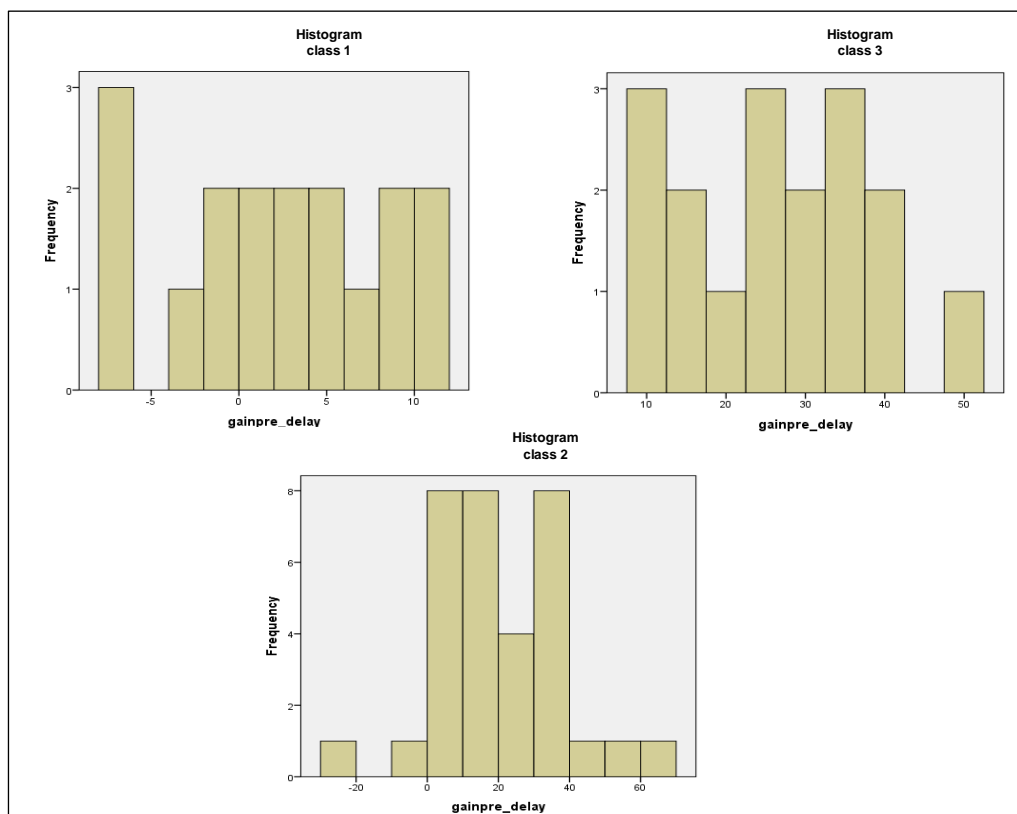 Histogram
class 1
3
2
1
0
Frequency
-5
0
5
10
gainpre_delay
Histogram
class 3
3
2
1
0
Frequency
10
20
30
40
50
gainpre_delay
Histogram
class 2
8
6
4
2
0
Frequency
-20
0
20
40
60
gainpre_delay